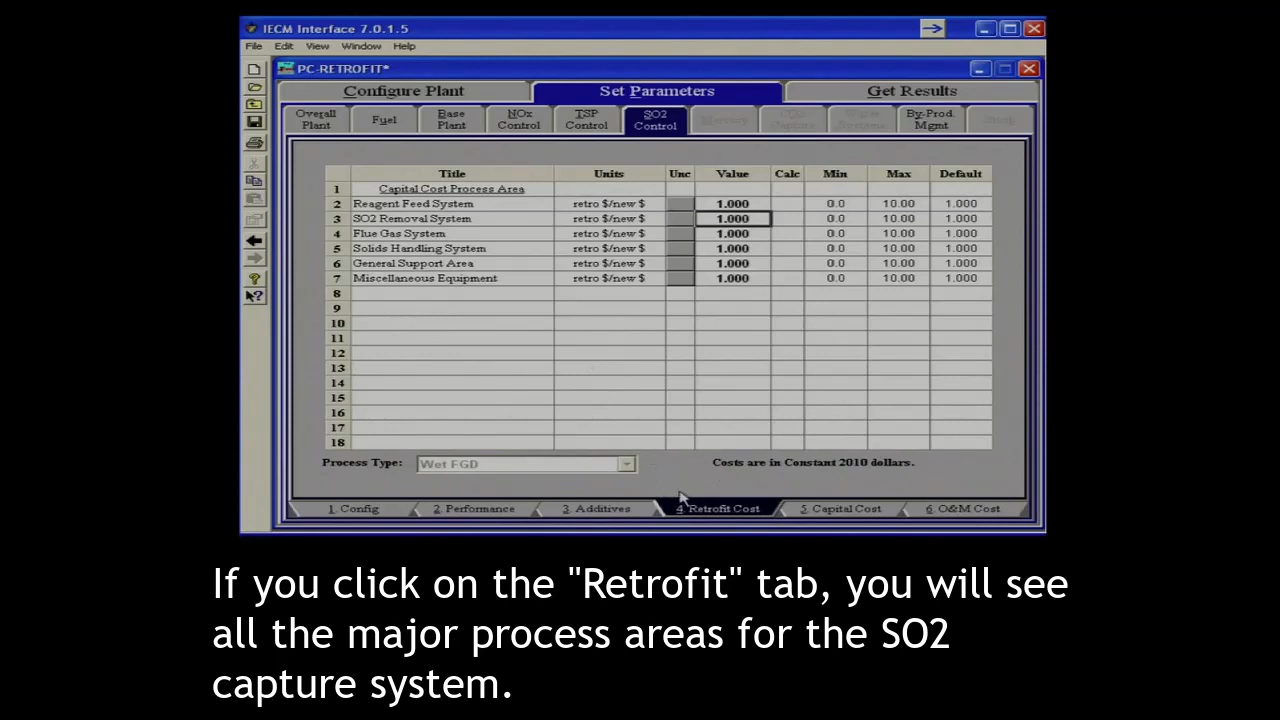 IECM Interface 7.0.1.5
File Edit View Window Help
PC-RETROFIT*
Configure Plant Set Parameters Get Results
Overall Plant Fuel Base Plant NOx Control TSP Control SO2 Control Mercury By-Prod. Mgmt
Title Units Unc Value Calc Min Max Default
1 Capital Cost Process Area
2 Reagent Feed System retro $/new $ 1.000 0.0 10.00 1.000
3 SO2 Removal System retro $/new $ 1.000 0.0 10.00 1.000
4 Flue Gas System retro $/new $ 1.000 0.0 10.00 1.000
5 Solids Handling System retro $/new $ 1.000 0.0 10.00 1.000
6 General Support Area retro $/new $ 1.000 0.0 10.00 1.000
7 Miscellaneous Equipment retro $/new $ 1.000 0.0 10.00 1.000
8
9
10
11
12
13
14
15
16
17
18
Process Type: Wet FGD Costs are in Constant 2010 dollars.
1. Config 2. Performance 3. Additives 4. Retrofit Cost 5. Capital Cost 6. O&M Cost
If you click on the "Retrofit" tab, you will see
all the major process areas for the SO2
capture system.